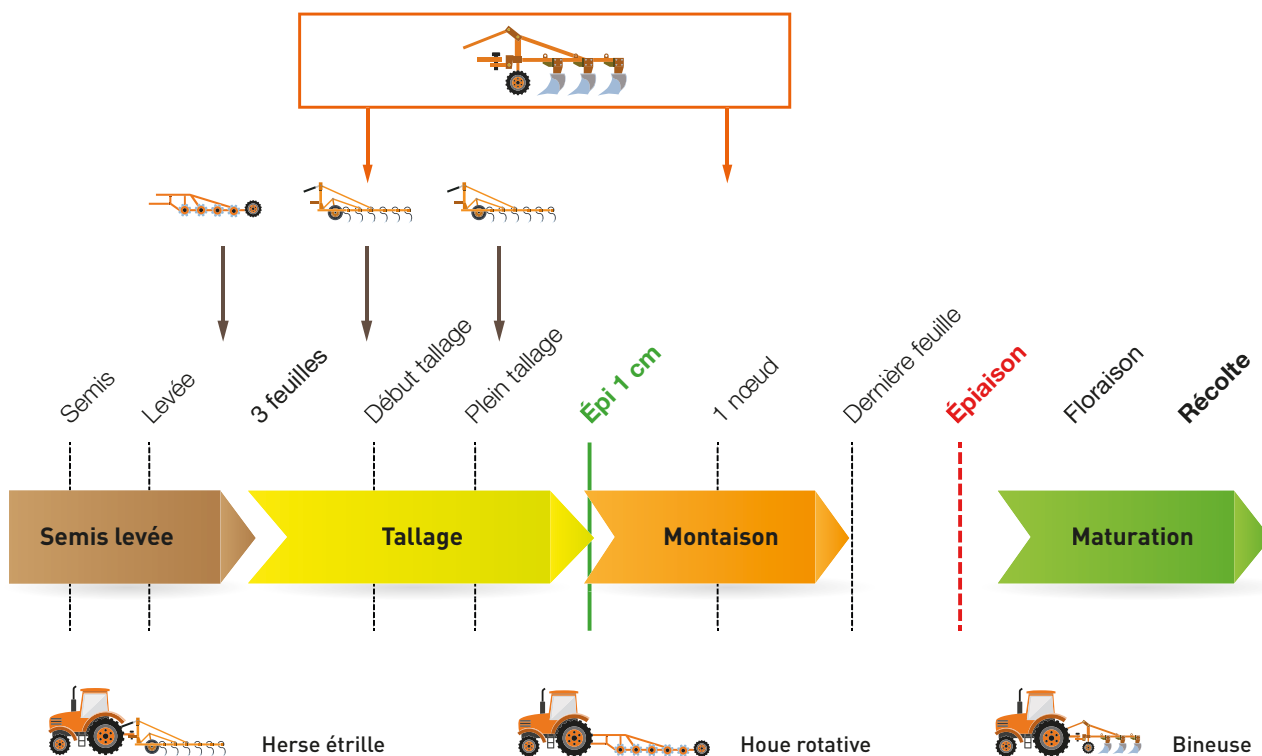 Semis
Levée
3 feuilles
Début tallage
Plein tallage
Épi 1 cm
1 nœud
Dernière feuille
Épiaison
Floraison
Récolte
Semis levée
Tallage
Montaison
Maturation
Herse étrille
Houe rotative
Bineuse